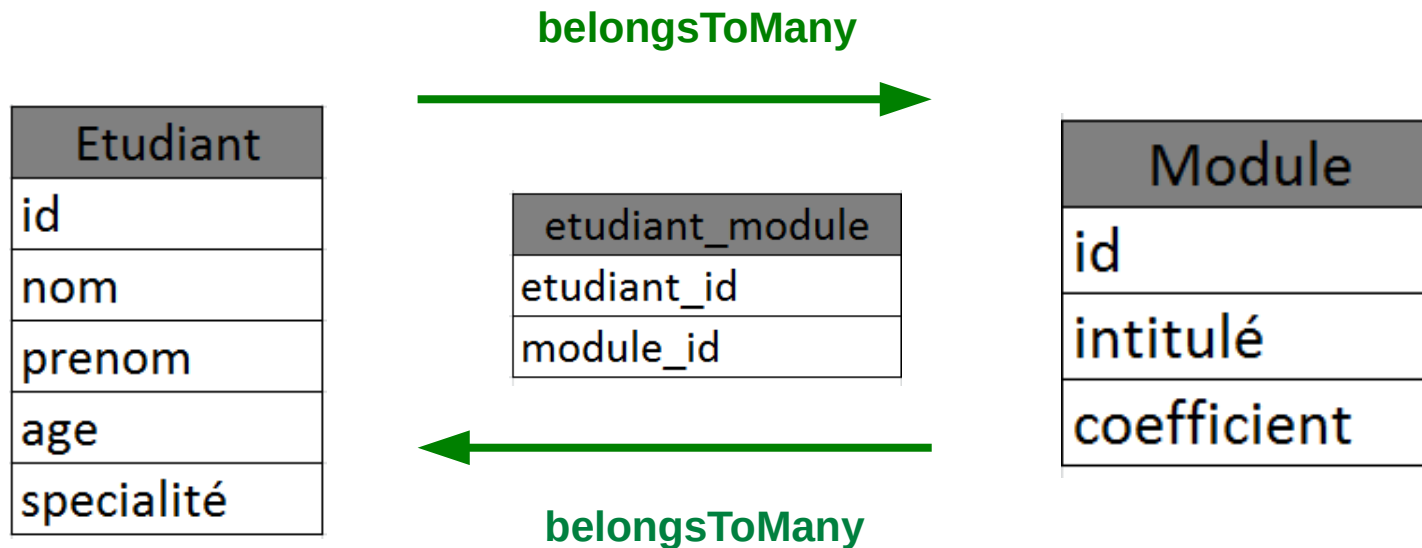 belongsToMany
Etudiant
id
nom
prenom
age
specialité
etudiant_module
etudiant_id
module_id
Module
id
intitulé
coefficient
belongsToMany